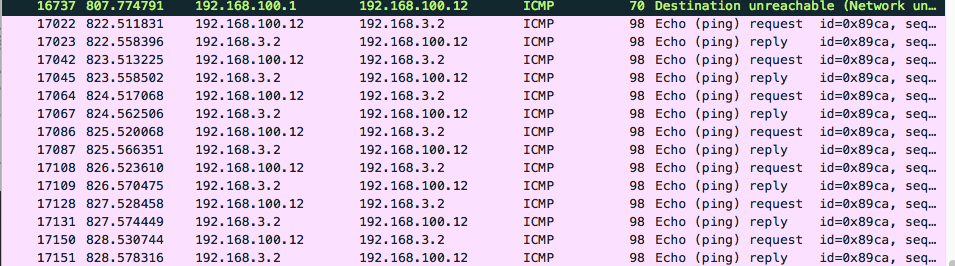 16737 807.774791 192.168.100.1 192.168.100.12 ICMP 70 Destination unreachable (Network un…
17022 822.511831 192.168.100.12 192.168.3.2 ICMP 98 Echo (ping) request id=0x89ca, seq…
17023 822.558396 192.168.3.2 192.168.100.12 ICMP 98 Echo (ping) reply id=0x89ca, seq…
17042 823.513225 192.168.100.12 192.168.3.2 ICMP 98 Echo (ping) request id=0x89ca, seq…
17045 823.558502 192.168.3.2 192.168.100.12 ICMP 98 Echo (ping) reply id=0x89ca, seq…
17064 824.517068 192.168.100.12 192.168.3.2 ICMP 98 Echo (ping) request id=0x89ca, seq…
17067 824.562506 192.168.3.2 192.168.100.12 ICMP 98 Echo (ping) reply id=0x89ca, seq…
17086 825.520068 192.168.100.12 192.168.3.2 ICMP 98 Echo (ping) request id=0x89ca, seq…
17087 825.566351 192.168.3.2 192.168.100.12 ICMP 98 Echo (ping) reply id=0x89ca, seq…
17108 826.523610 192.168.100.12 192.168.3.2 ICMP 98 Echo (ping) request id=0x89ca, seq…
17109 826.570475 192.168.3.2 192.168.100.12 ICMP 98 Echo (ping) reply id=0x89ca, seq…
17128 827.528458 192.168.100.12 192.168.3.2 ICMP 98 Echo (ping) request id=0x89ca, seq…
17131 827.574449 192.168.3.2 192.168.100.12 ICMP 98 Echo (ping) reply id=0x89ca, seq…
17150 828.530744 192.168.100.12 192.168.3.2 ICMP 98 Echo (ping) request id=0x89ca, seq…
17151 828.578316 192.168.3.2 192.168.100.12 ICMP 98 Echo (ping) reply id=0x89ca, seq…